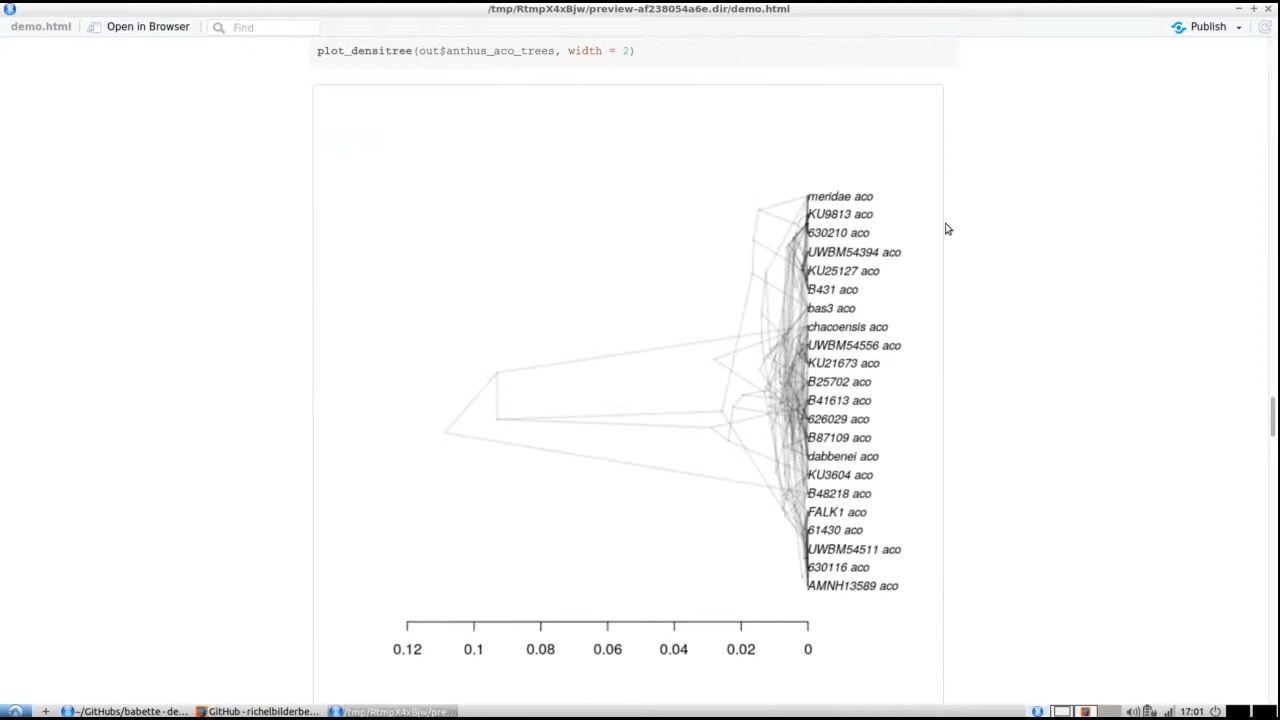 /tmp/RtmpX4xBjw/preview-af238054a6e.dir/demo.html
demo.html Open in Browser Find Publish
plot_densitree(out$anthus_aco_trees, width = 2)
meridae aco
KU9813 aco
630210 aco
UWBM54394 aco
KU25127 aco
B431 aco
bas3 aco
chacoensis aco
UWBM54556 aco
KU21673 aco
B25702 aco
B41613 aco
626029 aco
B87109 aco
dabbenei aco
KU3604 aco
B48218 aco
FALK1 aco
61430 aco
UWBM54511 aco
630116 aco
AMNH13589 aco
0.12 0.1 0.08 0.06 0.04 0.02 0
~/GitHubs/babette - de... GitHub - richelbilderbe... /tmp/RtmpX4xBjw/pre... 17:01